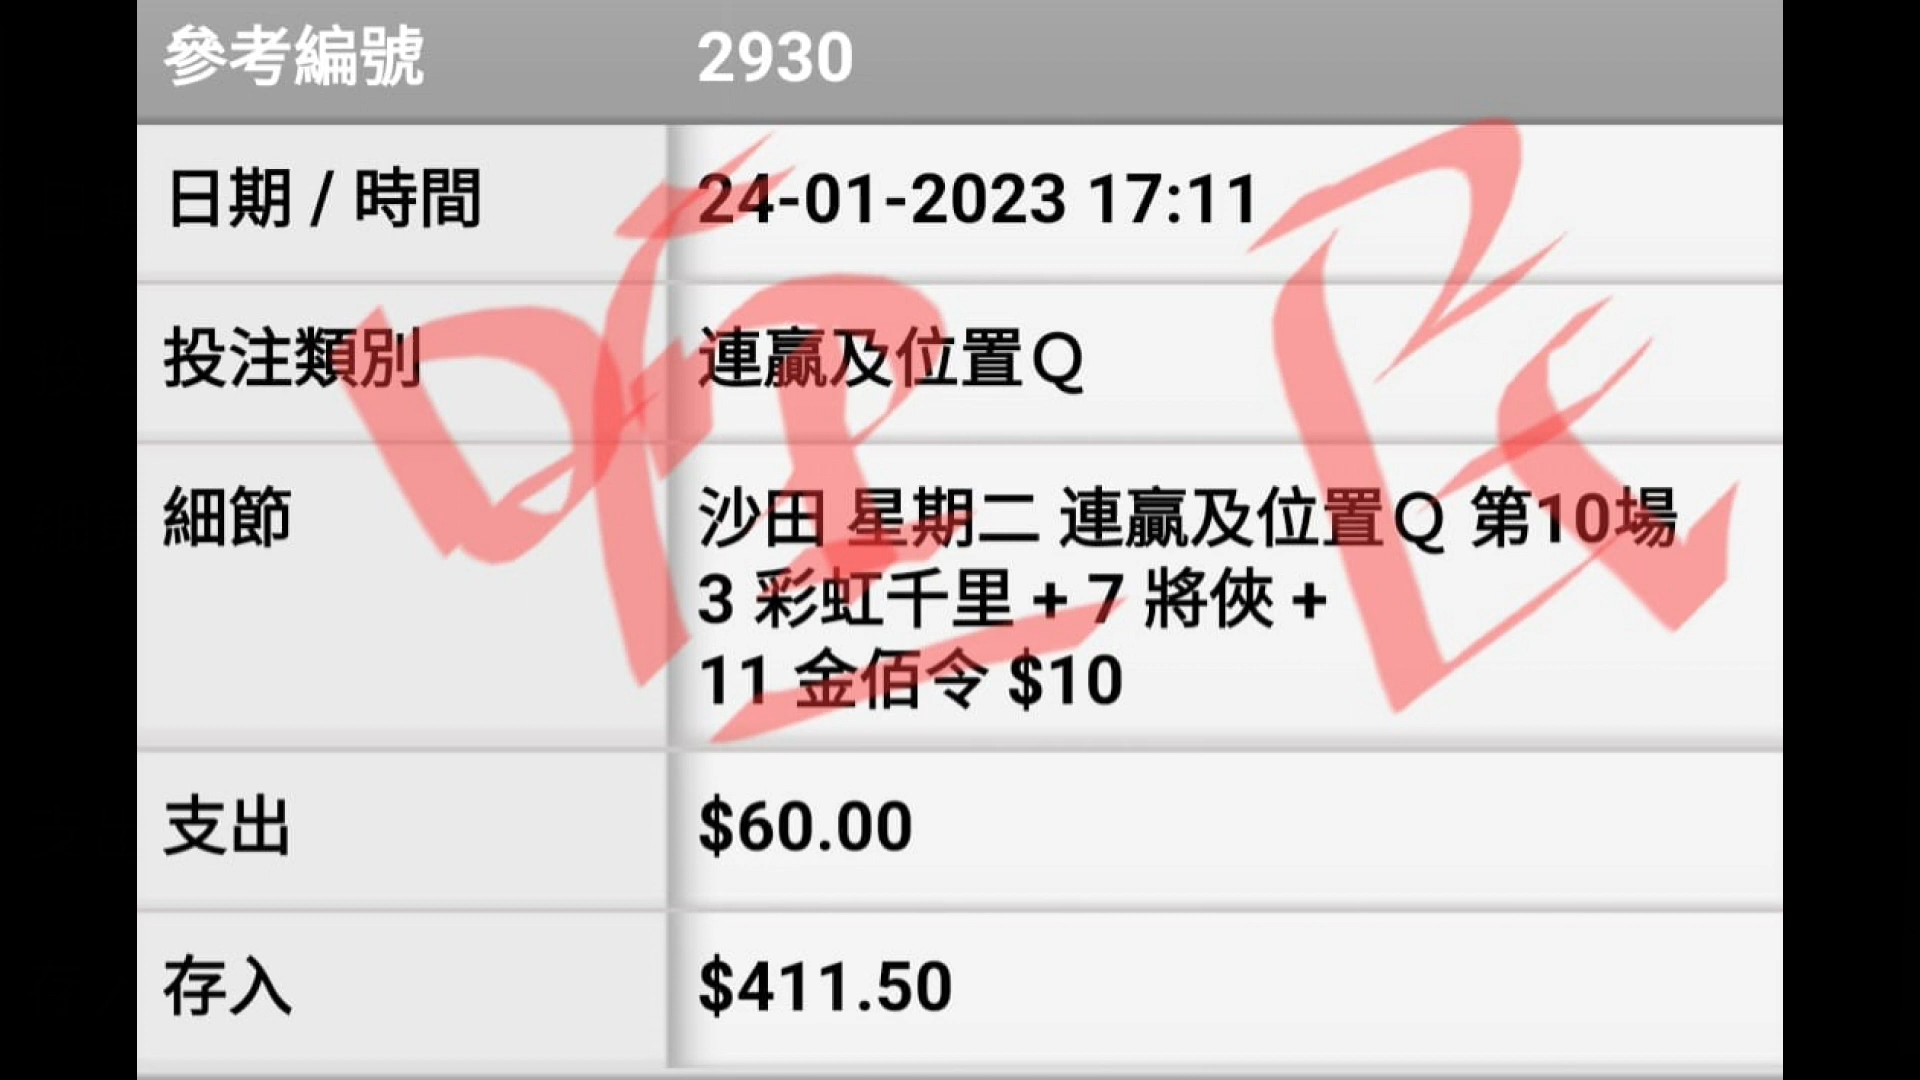 參考編號 2930
日期 / 時間 24-01-2023 17:11
投注類別 連贏及位置Q
細節 沙田 星期二 連贏及位置Q 第10場
3 彩虹千里 + 7 將俠 +
11 金佰令 $10
支出 $60.00
存入 $411.50